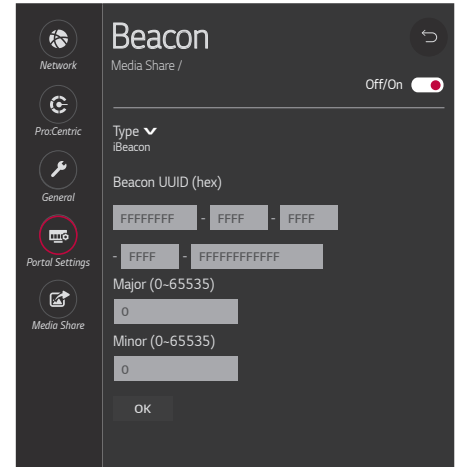 Network
Pro:Centric
General
Portal Settings
Media Share
Beacon
Media Share /
Off/On
Type
iBeacon
Beacon UUID (hex)
FFFFFFFF - FFFF - FFFF
- FFFF - FFFFFFFFFFFF
Major (0~65535)
0
Minor (0~65535)
0
OK